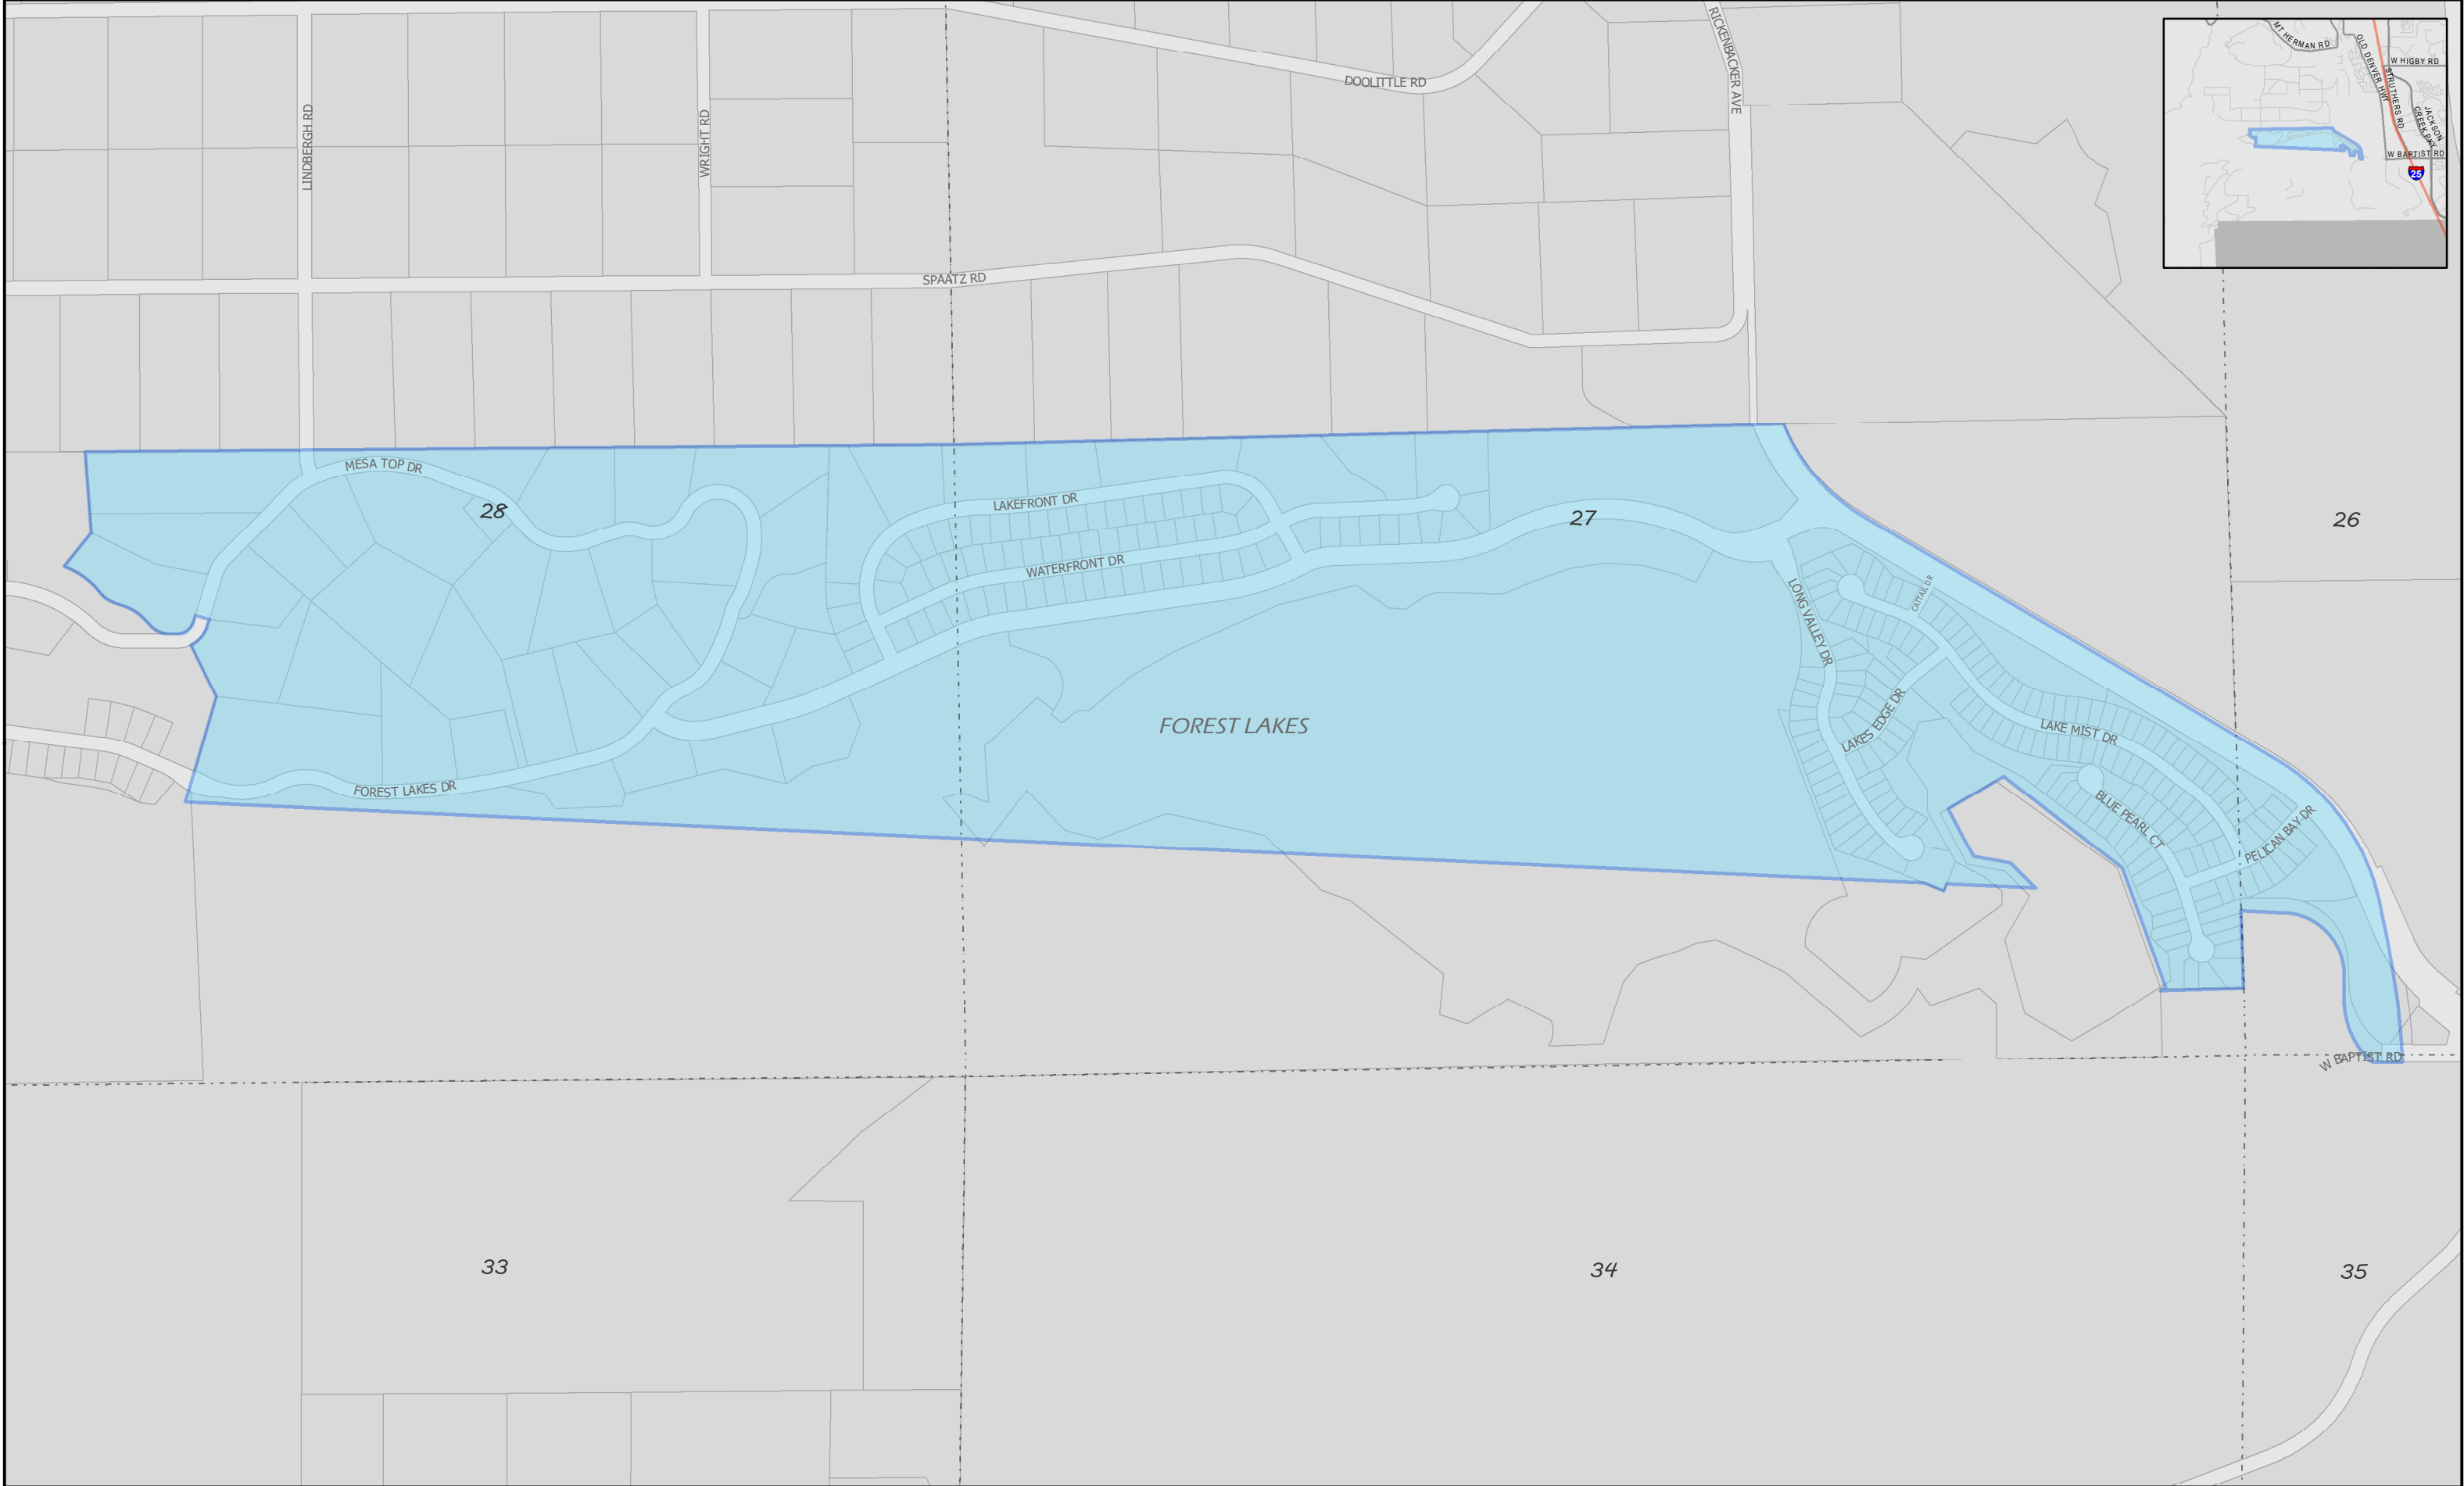 RICKENBACKER AVE
DOOLITTLE RD
LINDBERGH RD
WRIGHT RD
SPAATZ RD
MT HERMAN RD
OLD DENVER HWY
W HIGBY RD
STRUTHERS RD
JACKSON
CREEK PKWY
W BAPTIST RD
25
MESA TOP DR
28
LAKEFRONT DR
27
26
WATERFRONT DR
CATTAIL DR
LONG VALLEY DR
LAKES EDGE DR
FOREST LAKES
LAKE MIST DR
FOREST LAKES DR
BLUE PEARL CT
PELICAN BAY DR
W BAPTIST RD
33
34
35